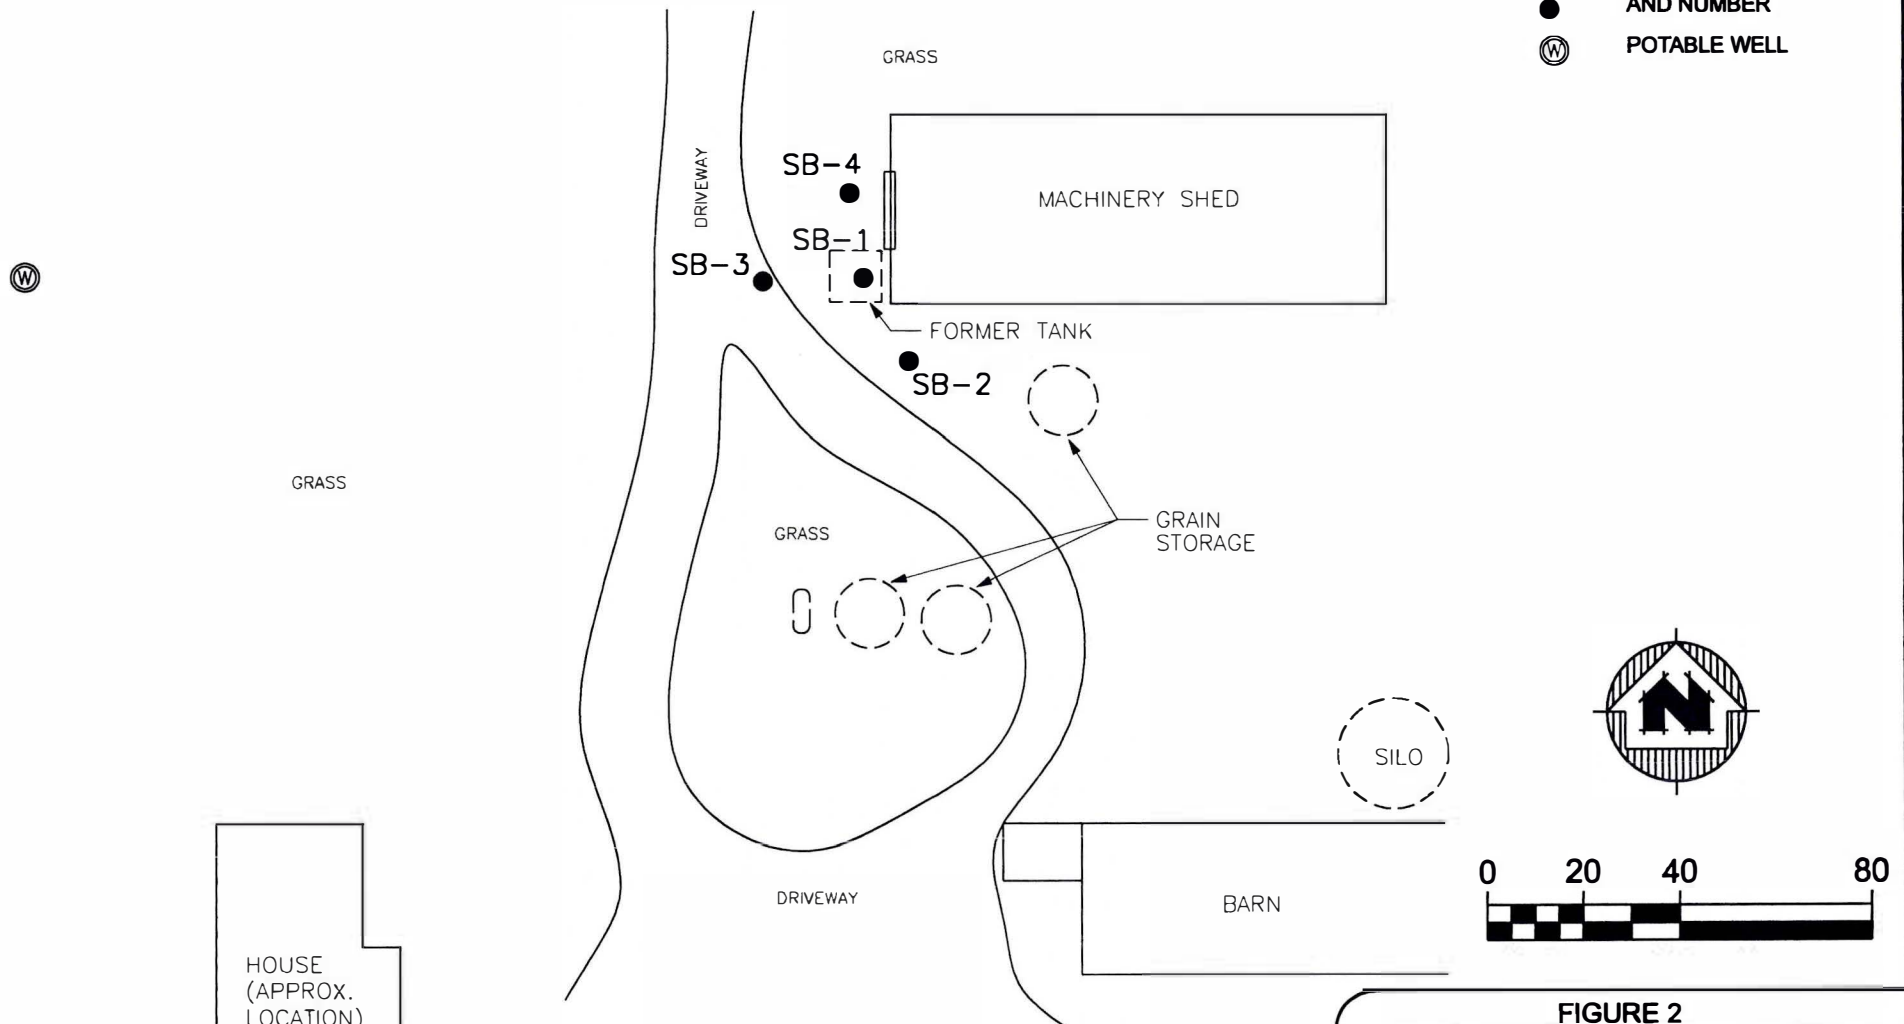 AND NUMBER
POTABLE WELL
W
GRASS
DRIVEWAY
SB-4
MACHINERY SHED
SB-1
SB-3
W
FORMER TANK
SB-2
GRASS
GRAIN
STORAGE
GRASS
N
SILO
0 20 40 80
DRIVEWAY
BARN
HOUSE
(APPROX.
LOCATION)
FIGURE 2